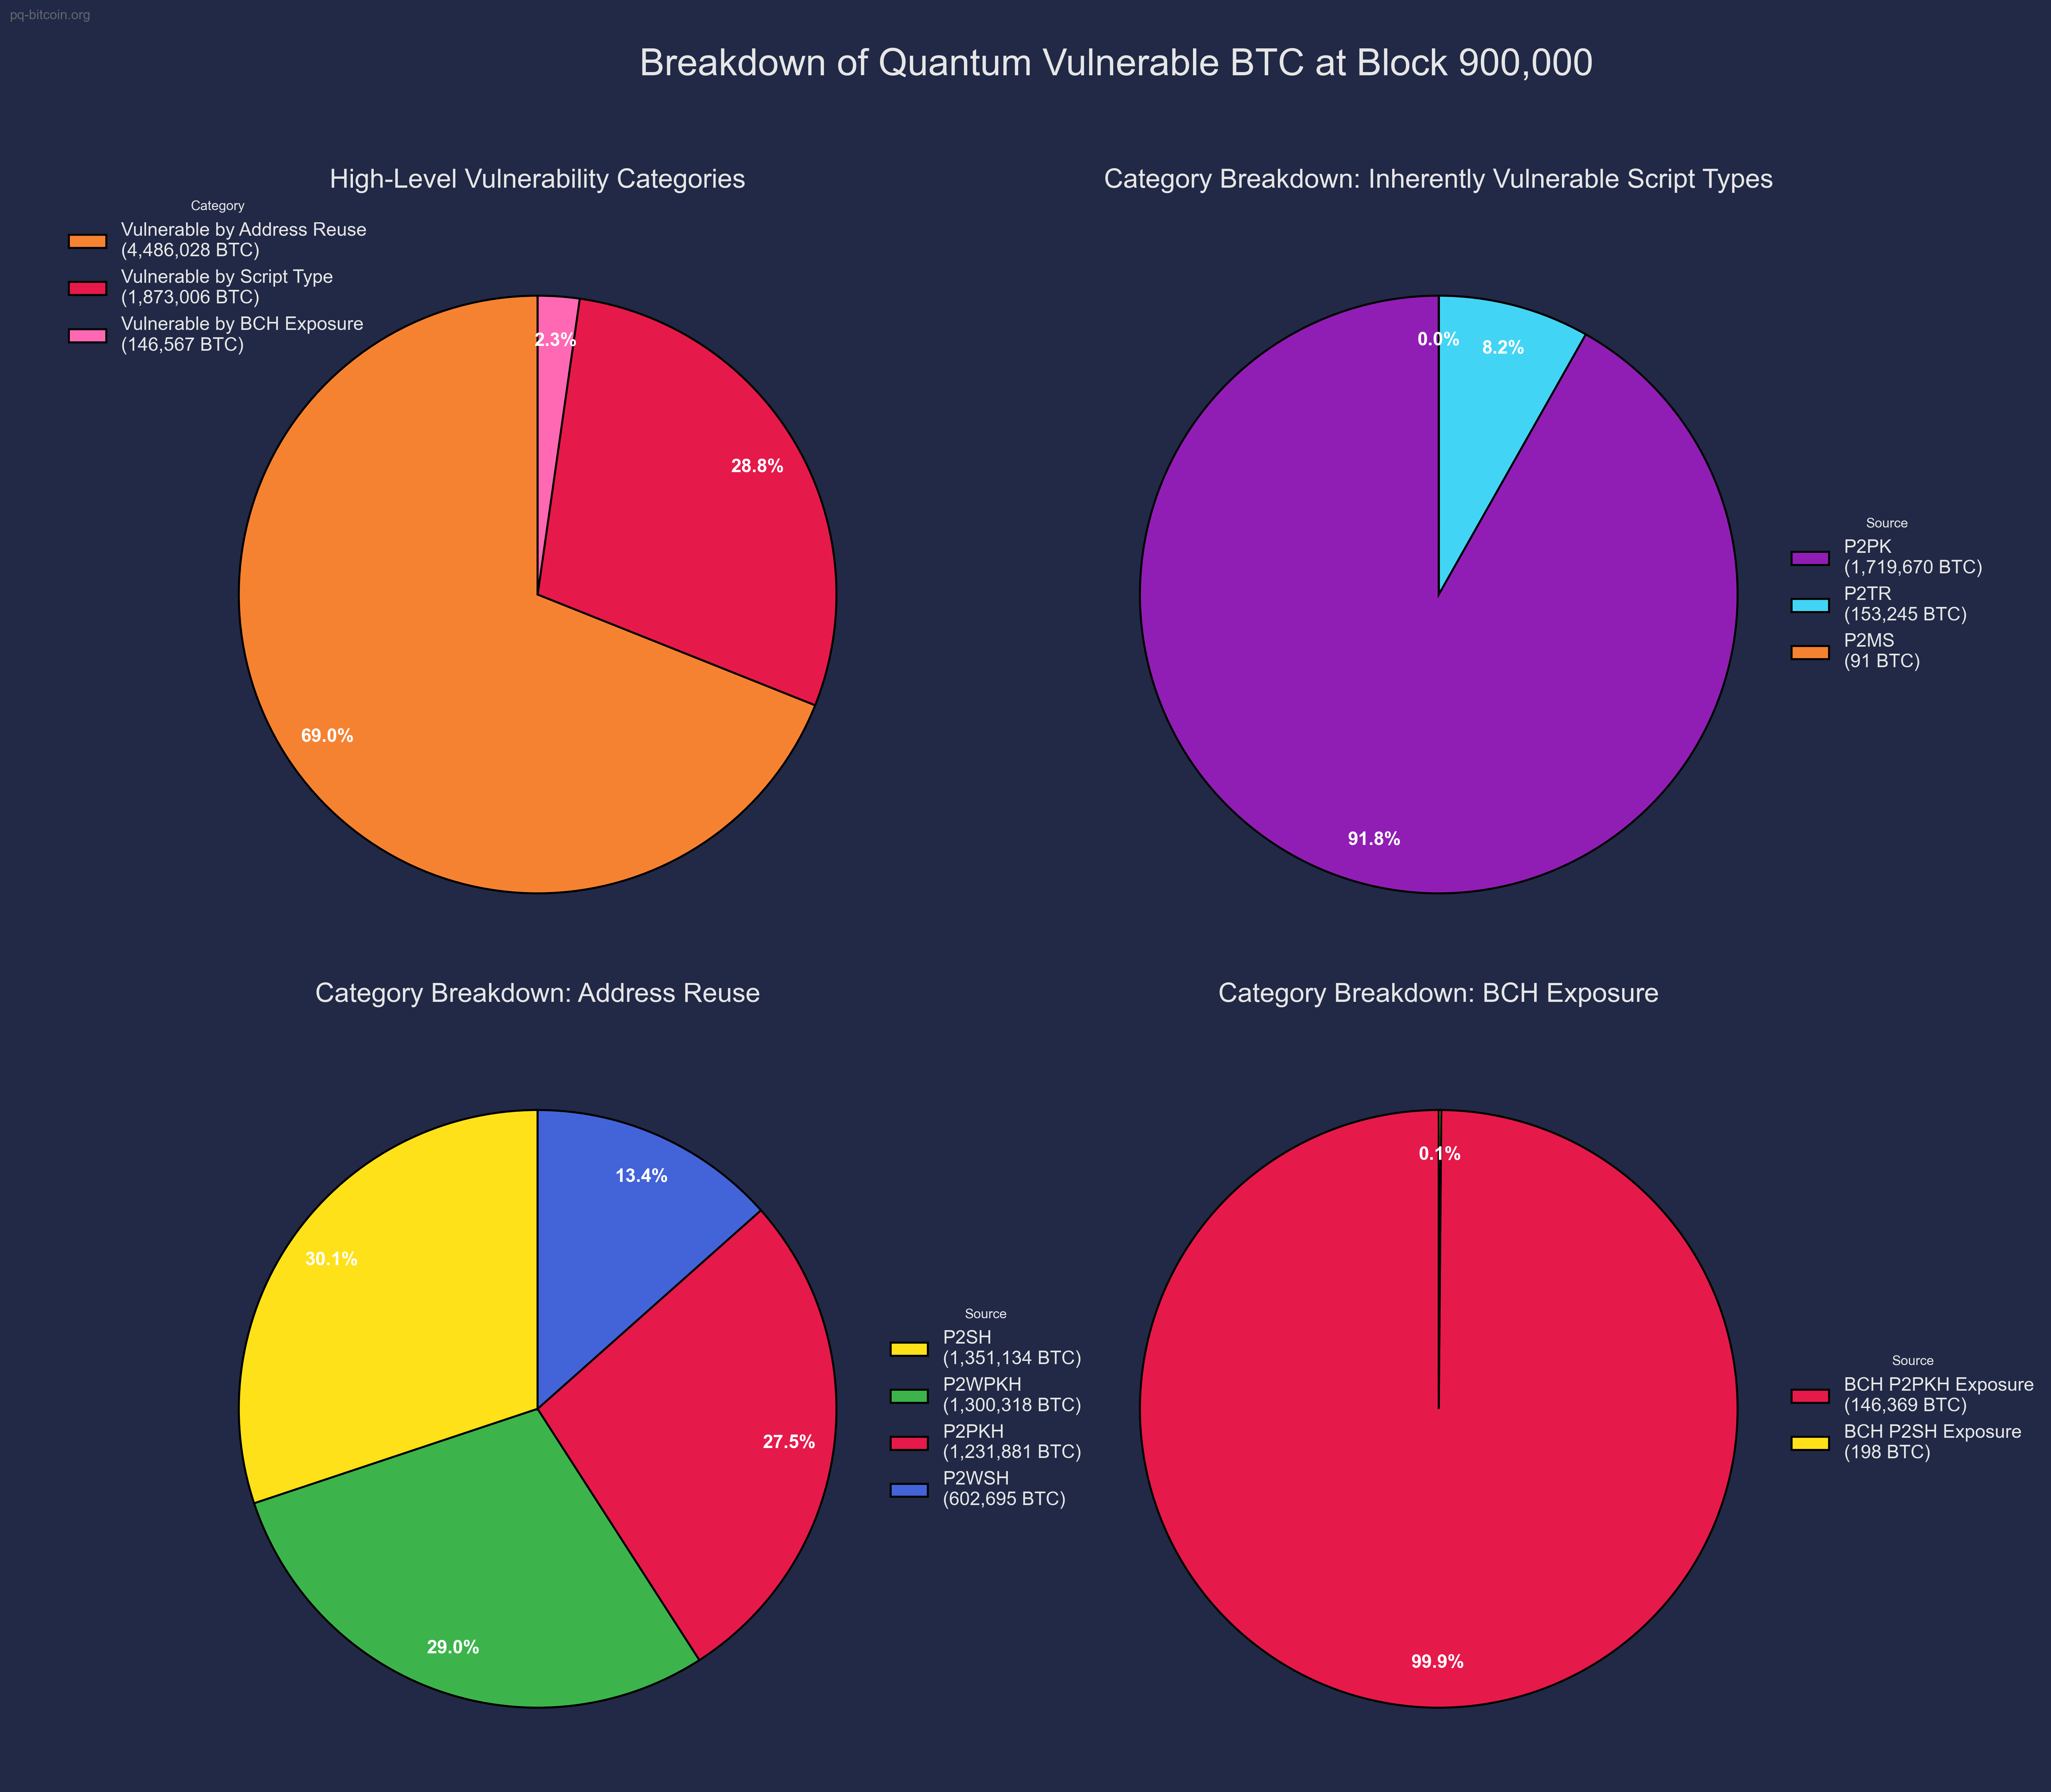 pq-bitcoin.org
Breakdown of Quantum Vulnerable BTC at Block 900,000
High-Level Vulnerability Categories
Category
Vulnerable by Address Reuse
(4,486,028 BTC)
Vulnerable by Script Type
(1,873,006 BTC)
Vulnerable by BCH Exposure
(146,567 BTC)
2.3%
28.8%
69.0%
Category Breakdown: Inherently Vulnerable Script Types
0.0%
8.2%
91.8%
Source
P2PK
(1,719,670 BTC)
P2TR
(153,245 BTC)
P2MS
(91 BTC)
Category Breakdown: Address Reuse
13.4%
30.1%
27.5%
29.0%
Source
P2SH
(1,351,134 BTC)
P2WPKH
(1,300,318 BTC)
P2PKH
(1,231,881 BTC)
P2WSH
(602,695 BTC)
Category Breakdown: BCH Exposure
0.1%
99.9%
Source
BCH P2PKH Exposure
(146,369 BTC)
BCH P2SH Exposure
(198 BTC)